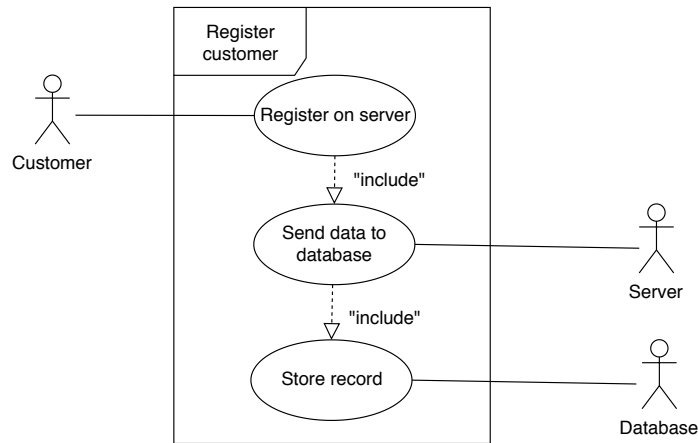 Register
customer
Register on server
Customer
"include"
Send data to
database
Server
"include"
Store record
Database